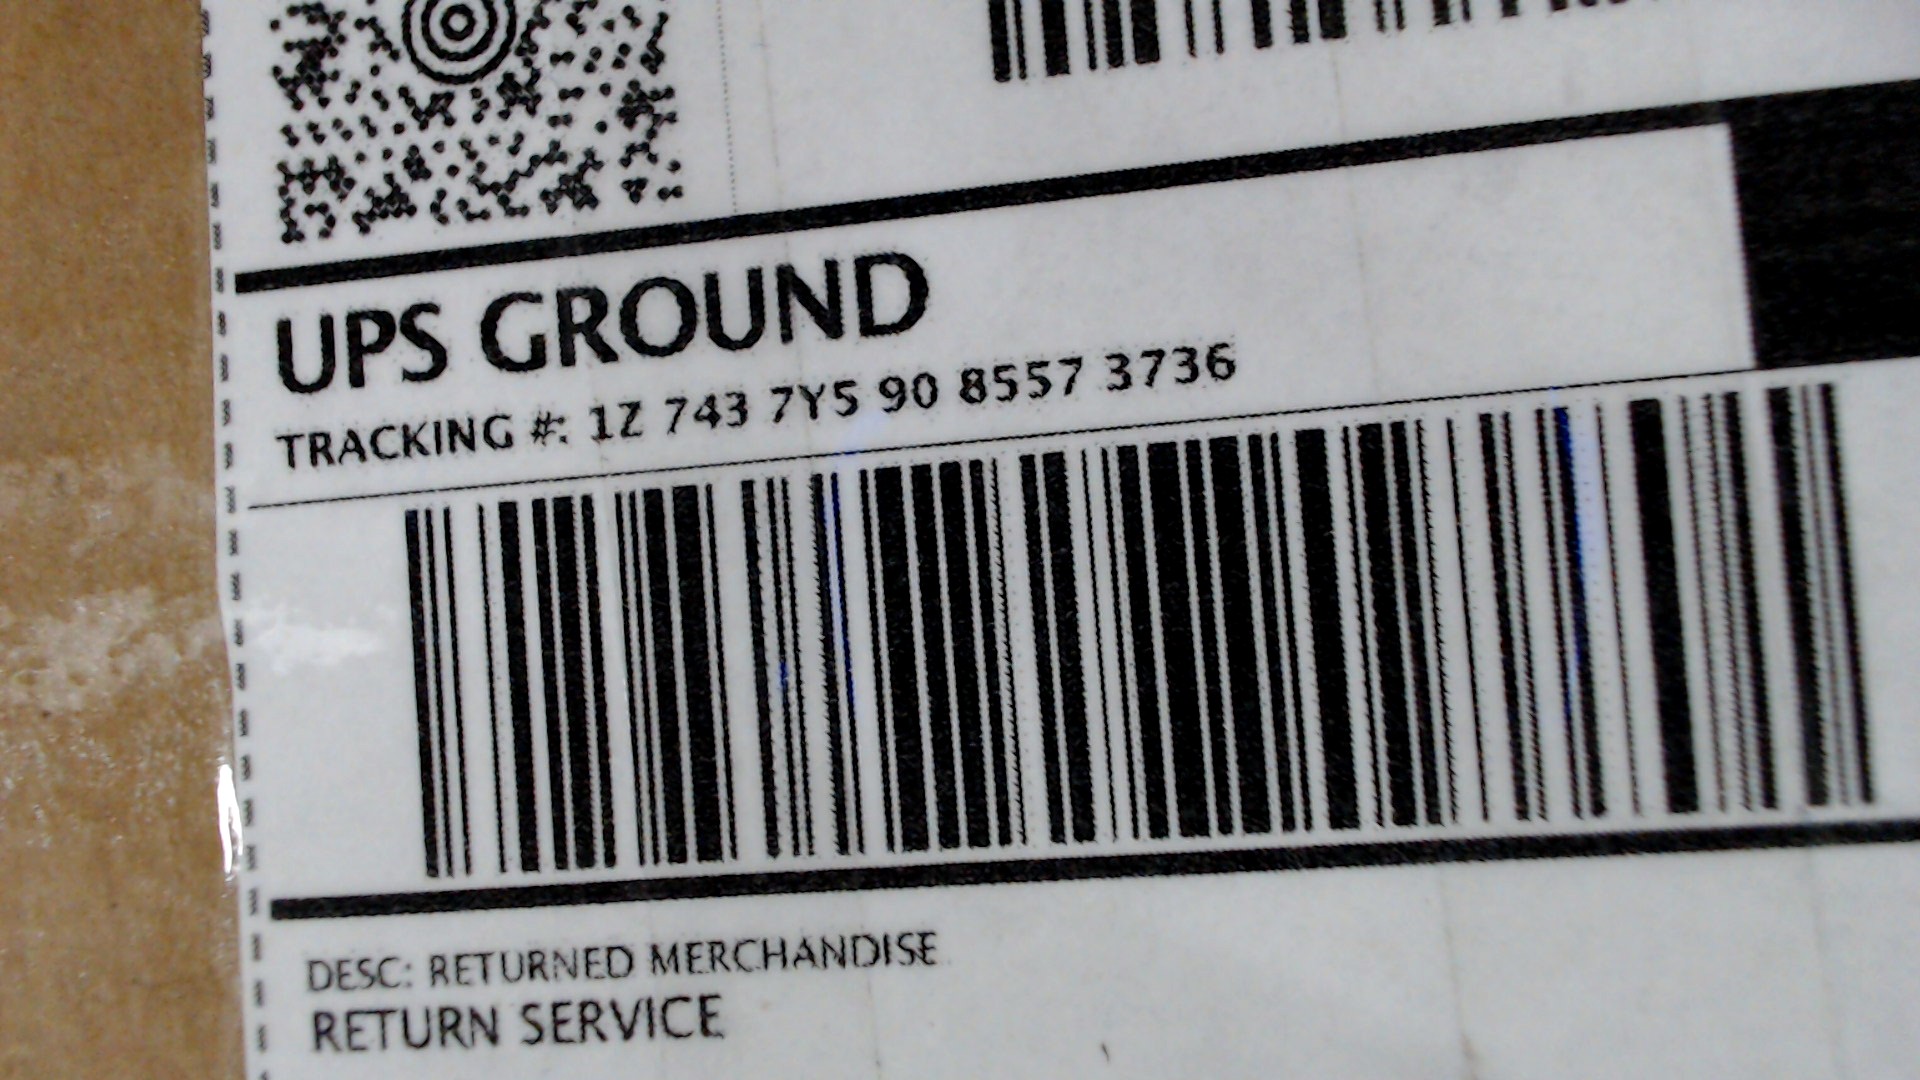 UPS GROUND
TRACKING #: 1Z 743 7Y5 90 8557 3736
DESC: RETURNED MERCHANDISE
RETURN SERVICE